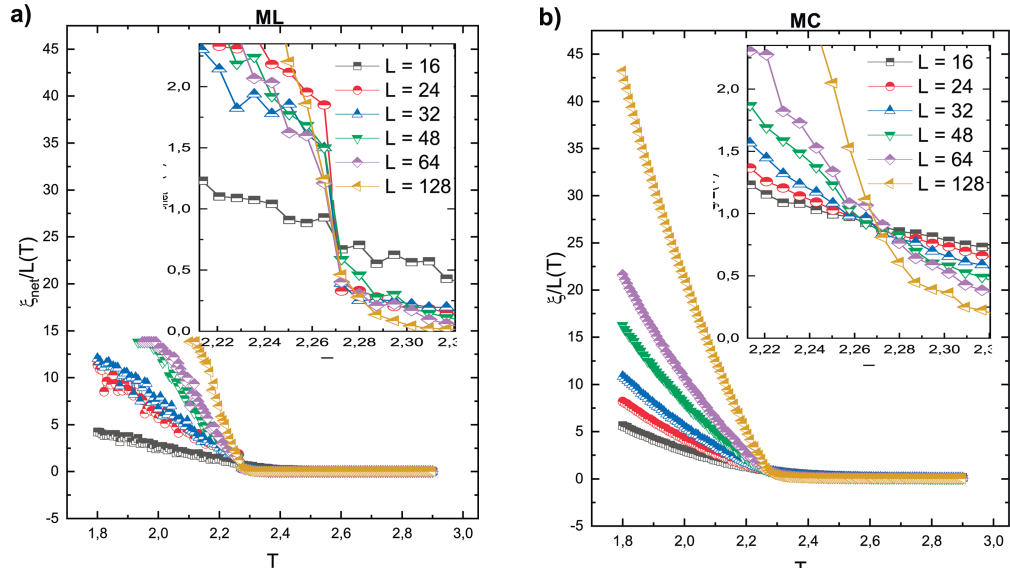 a)
ML
45
40
35
30
25
20
15
10
5
0
-5
1,8
2,0
2,2
2,4
2,6
2,8
3,0
T
ξnet/L(T)
2,0
1,5
1,0
0,5
0,0
2,22
2,24
2,26
2,28
2,30
L = 16
L = 24
L = 32
L = 48
L = 64
L = 128
b)
MC
45
40
35
30
25
20
15
10
5
0
-5
1,8
2,0
2,2
2,4
2,6
2,8
3,0
ξ/L(T)
2,0
1,5
1,0
0,5
0,0
2,22
2,24
2,26
2,28
2,30
L = 16
L = 24
L = 32
L = 48
L = 64
L = 128